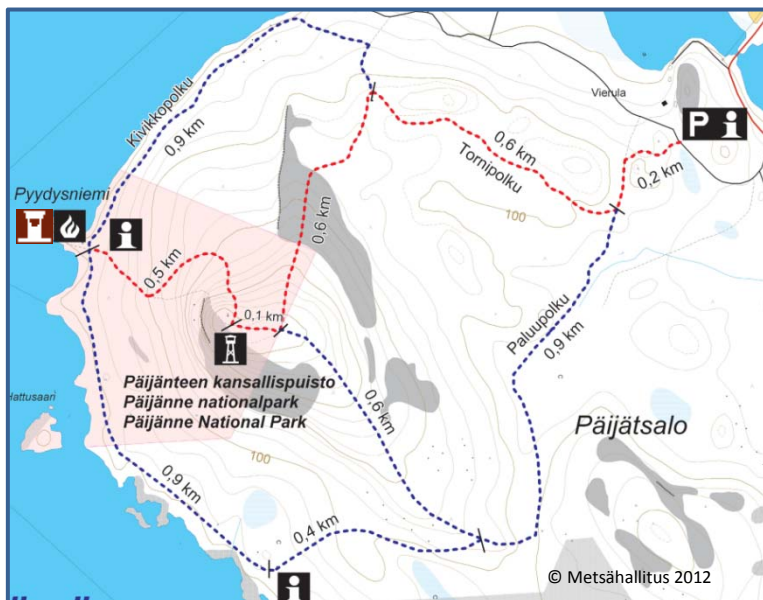 Kivikkopolku
0,9 km
Vierula
P i
0,6 km
Tornipolku
0,2 km
Pyydysniemi
i
0,6 km
100
0,5 km
0,1 km
Paluupolku
0,9 km
Päijänteen kansallispuisto
Päijänne nationalpark
Päijänne National Park
0,6 km
Päijätsalo
100
0,9 km
0,4 km
i
© Metsähallitus 2012